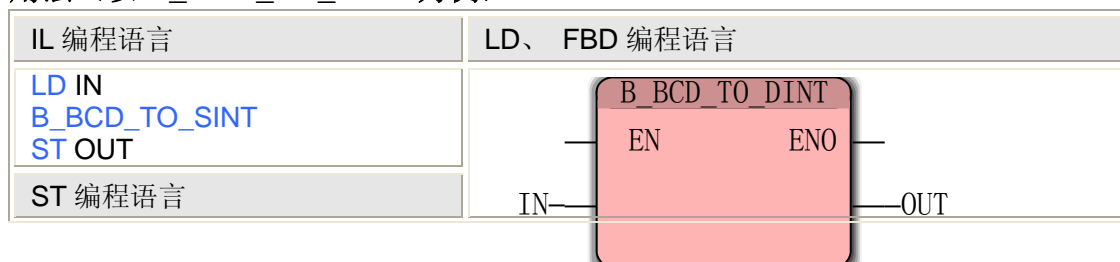 IL 编程语言
LD、 FBD 编程语言
LD IN
B_BCD_TO_SINT
ST OUT
ST 编程语言
B_BCD_TO_DINT
EN ENO
IN OUT